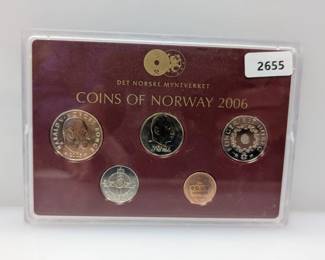 2655
DET NORSKE MYNTVERKET
COINS OF NORWAY 2006